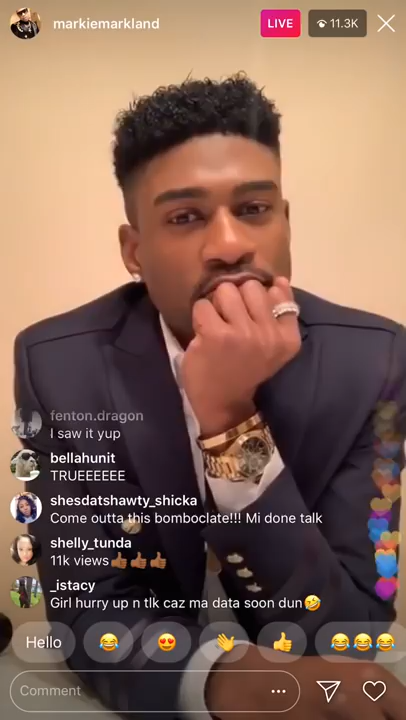 markiemarkland
LIVE
11.3K
fenton.dragon
I saw it yup
bellahunit
TRUEEEEEE
shesdatshawty_shicka
Come outta this bomboclate!!! Mi done talk
shelly_tunda
11k views👍🏾👍🏾👍🏾
_istacy
Girl hurry up n tlk caz ma data soon dun🤣
Hello 😂 😍 👋 👍 😂😂😂
Comment